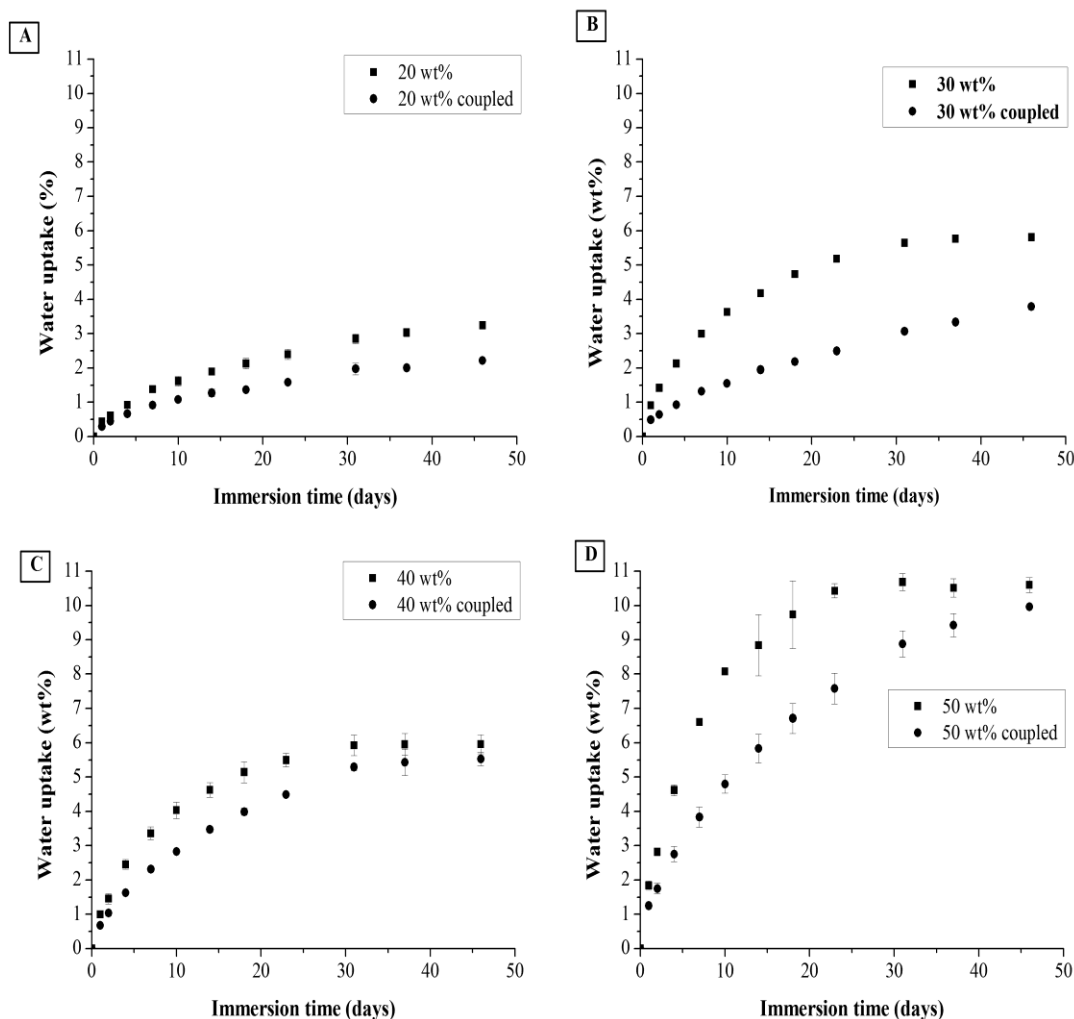 A
11
10
9
8
7
6
5
4
3
2
1
0
Water uptake (%)
20 wt%
20 wt% coupled
0 10 20 30 40 50
Immersion time (days)
B
11
10
9
8
7
6
5
4
3
2
1
0
Water uptake (wt%)
30 wt%
30 wt% coupled
0 10 20 30 40 50
Immersion time (days)
C
11
10
9
8
7
6
5
4
3
2
1
0
Water uptake (wt%)
40 wt%
40 wt% coupled
0 10 20 30 40 50
Immersion time (days)
D
11
10
9
8
7
6
5
4
3
2
1
0
Water uptake (wt%)
50 wt%
50 wt% coupled
0 10 20 30 40 50
Immersion time (days)